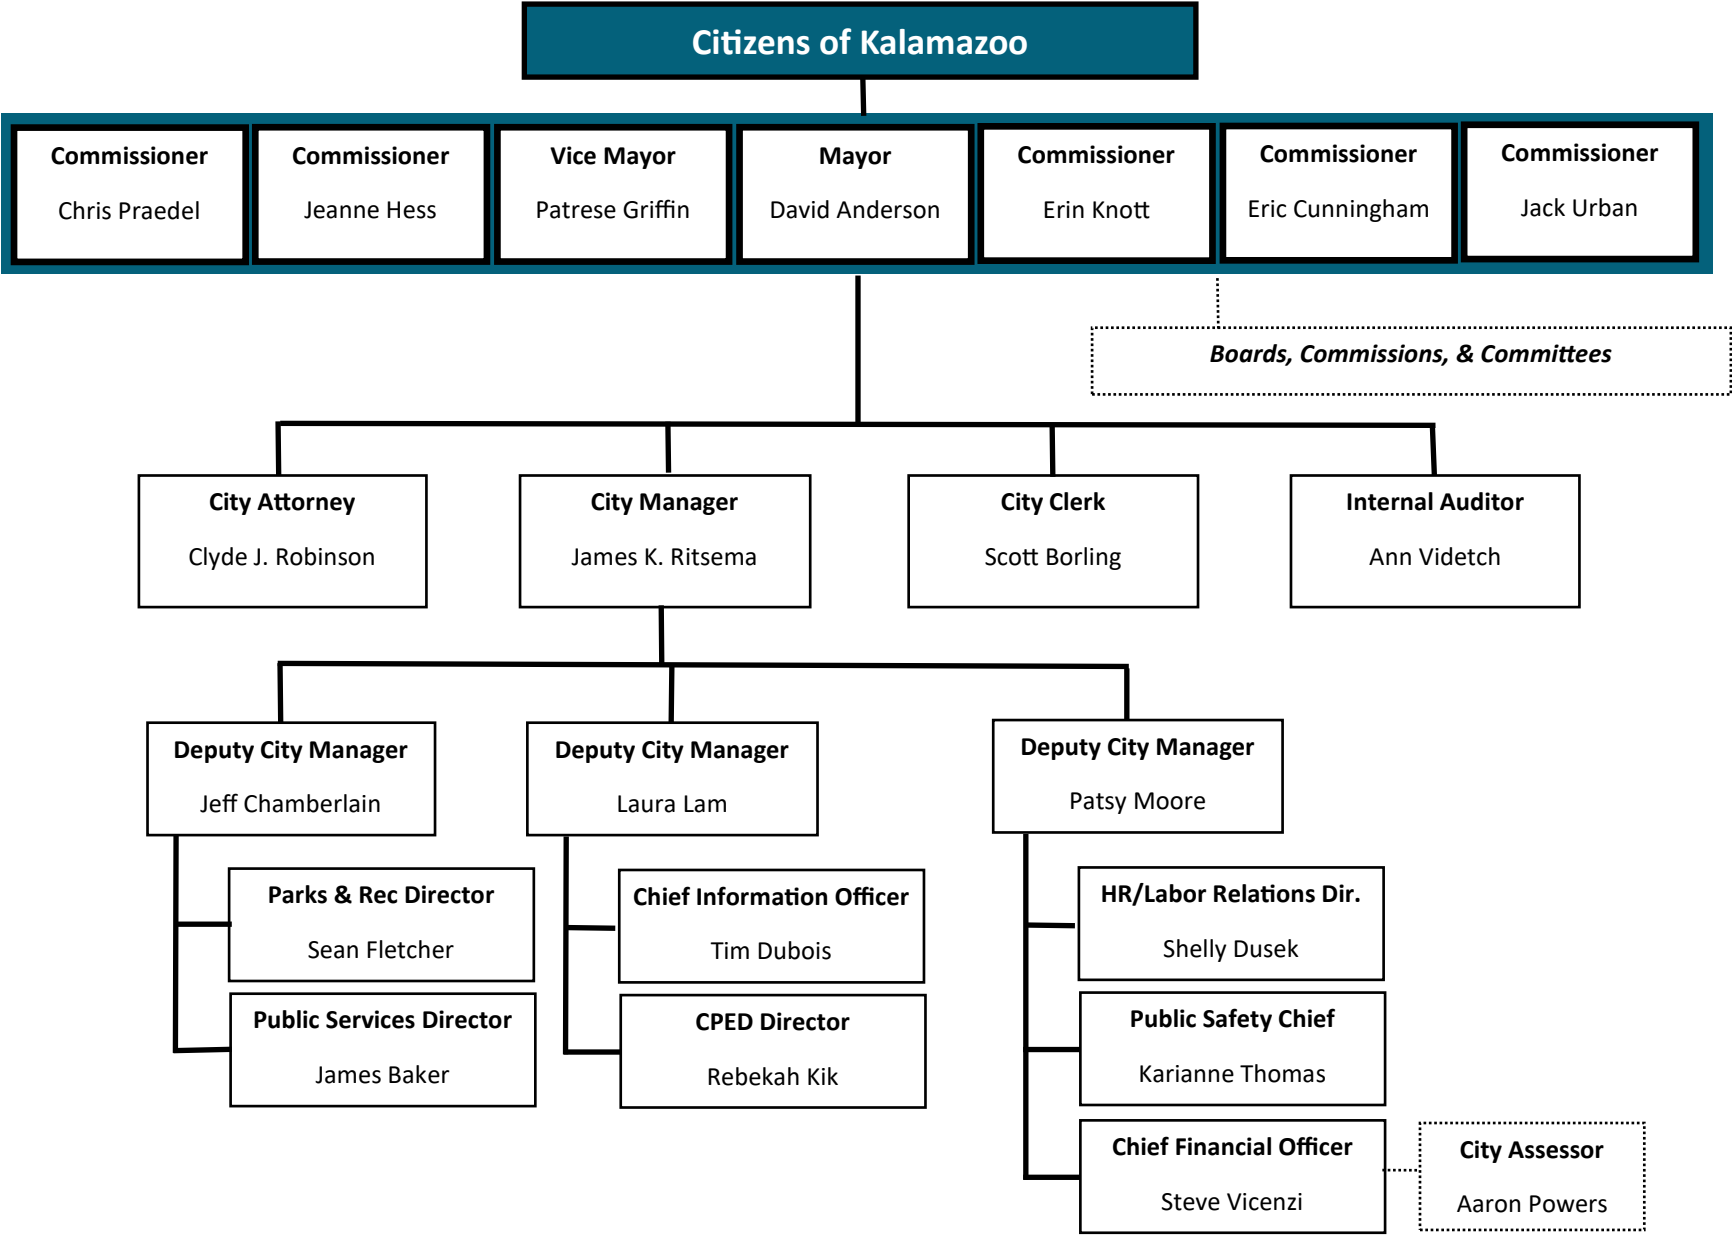 Citizens of Kalamazoo
Commissioner
Chris Praedel
Commissioner
Jeanne Hess
Vice Mayor
Patrese Griffin
Mayor
David Anderson
Commissioner
Erin Knott
Commissioner
Eric Cunningham
Commissioner
Jack Urban
Boards, Commissions, & Committees
City Attorney
Clyde J. Robinson
City Manager
James K. Ritsema
City Clerk
Scott Borling
Internal Auditor
Ann Videtch
Deputy City Manager
Jeff Chamberlain
Deputy City Manager
Laura Lam
Deputy City Manager
Patsy Moore
Parks & Rec Director
Sean Fletcher
Public Services Director
James Baker
Chief Information Officer
Tim Dubois
CPED Director
Rebekah Kik
HR/Labor Relations Dir.
Shelly Dusek
Public Safety Chief
Karianne Thomas
Chief Financial Officer
Steve Vicenzi
City Assessor
Aaron Powers